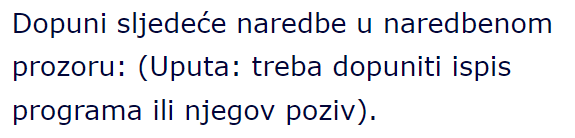 Dopuni sljedeće naredbe u naredbenom
prozoru: (Uputa: treba dopuniti ispis
programa ili njegov poziv).